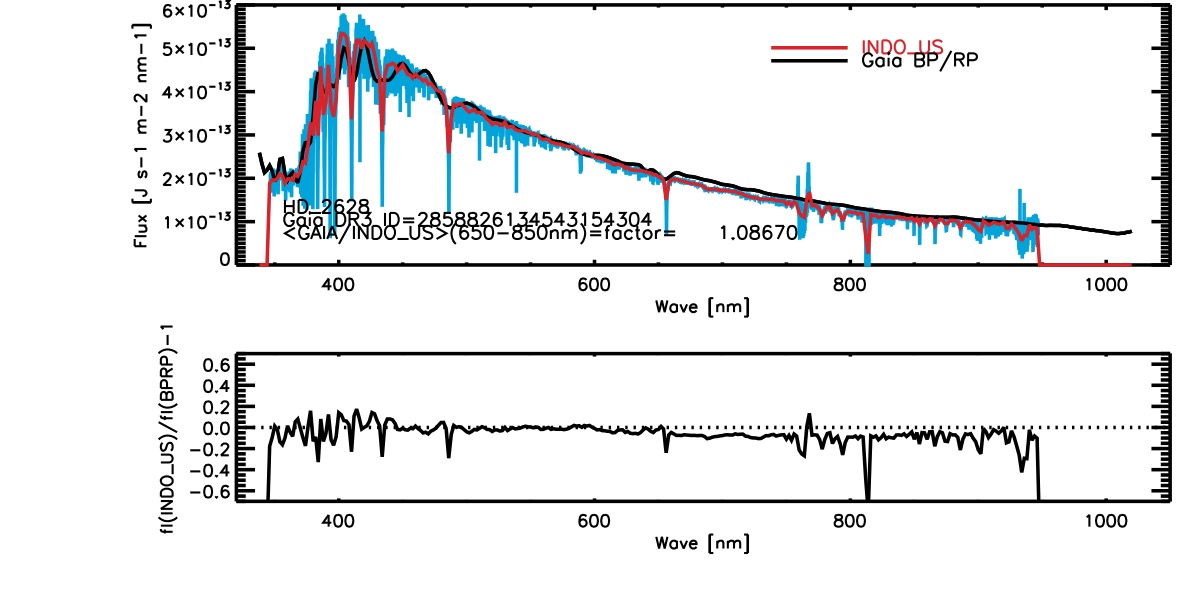 6×10⁻¹³
5×10⁻¹³
4×10⁻¹³
3×10⁻¹³
2×10⁻¹³
1×10⁻¹³
0
Flux [J s-1 m-2 nm-1]
INDO_US
Gaia BP/RP
HD_2628
Gaia DR3 ID=2858826134543154304
<GAIA/INDO_US>(650-850nm)=factor= 1.08670
400 600 800 1000
Wave [nm]
0.6
0.4
0.2
0.0
-0.2
-0.4
-0.6
fl(INDO_US)/fl(BPRP)-1
400 600 800 1000
Wave [nm]